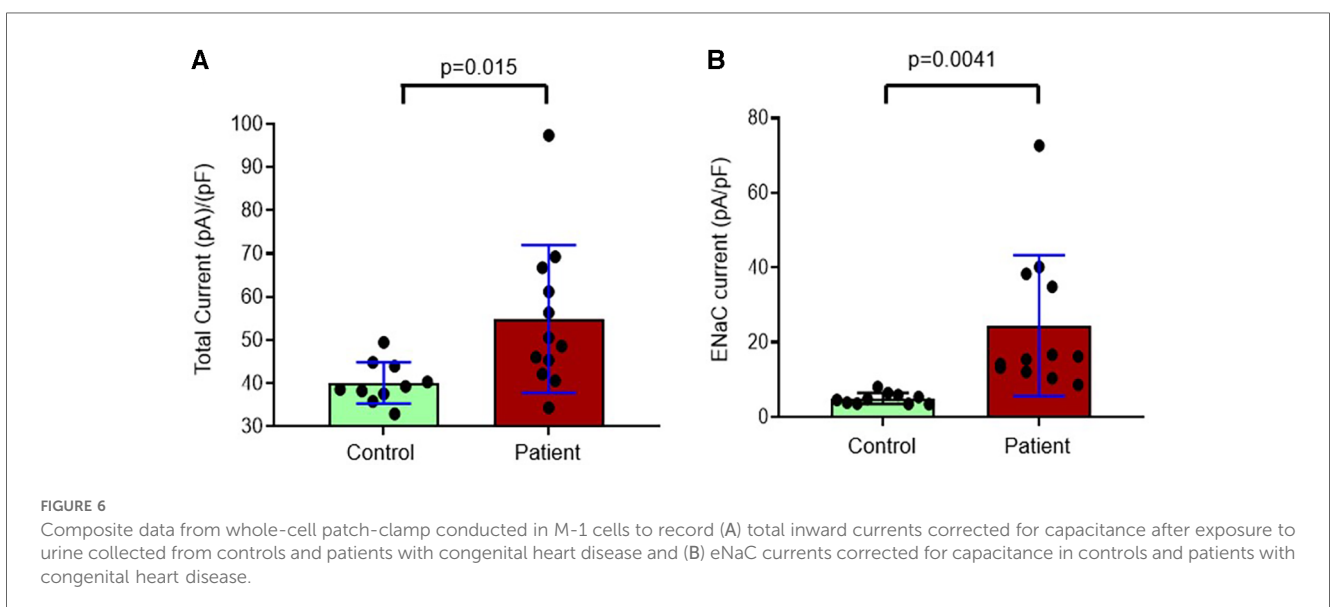 A
p=0.015
Total Current (pA)/(pF)
100
90
80
70
60
50
40
30
Control
Patient
B
p=0.0041
ENaC current (pA/pF)
80
60
40
20
0
Control
Patient
FIGURE 6
Composite data from whole-cell patch-clamp conducted in M-1 cells to record (A) total inward currents corrected for capacitance after exposure to
urine collected from controls and patients with congenital heart disease and (B) eNaC currents corrected for capacitance in controls and patients with
congenital heart disease.